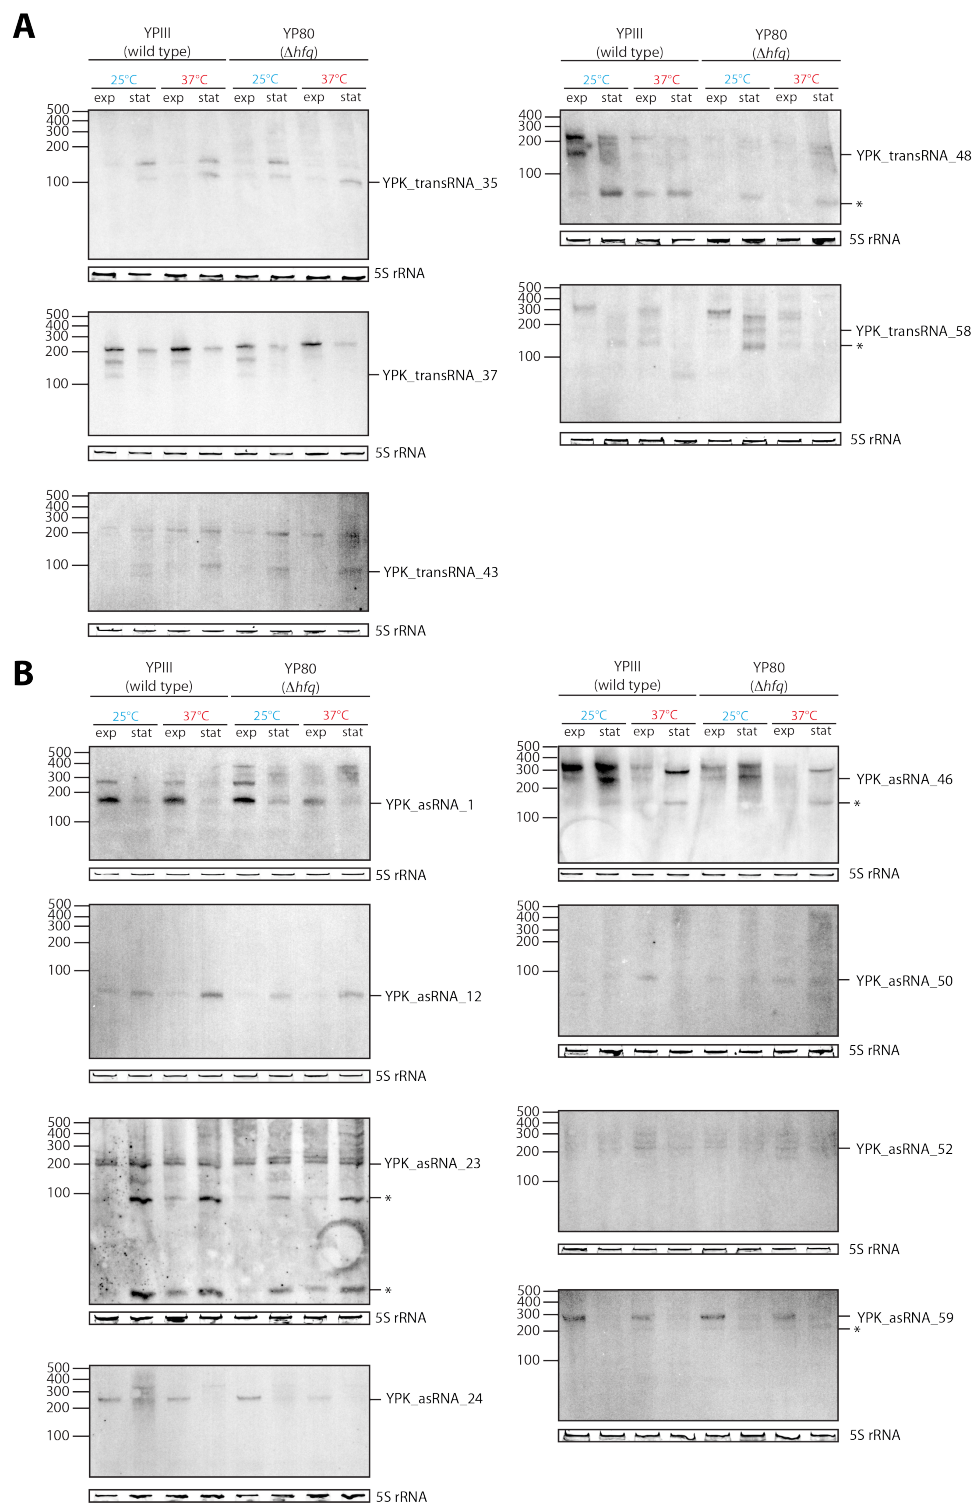 A
YPIII
(wild type)
YP80
(Δhfq)
25°C
37°C
25°C
37°C
exp stat exp stat exp stat exp stat
500
400
300
200
100
YPK_transRNA_35
5S rRNA
500
400
300
200
100
YPK_transRNA_37
5S rRNA
500
400
300
200
100
YPK_transRNA_43
5S rRNA
YPIII
(wild type)
YP80
(Δhfq)
25°C
37°C
25°C
37°C
exp stat exp stat exp stat exp stat
400
300
200
100
YPK_transRNA_48
*
5S rRNA
500
400
300
200
100
YPK_transRNA_58
*
5S rRNA
B
YPIII
(wild type)
YP80
(Δhfq)
25°C
37°C
25°C
37°C
exp stat exp stat exp stat exp stat
500
400
300
200
100
YPK_asRNA_1
5S rRNA
500
400
300
200
100
YPK_asRNA_12
5S rRNA
500
400
300
200
100
YPK_asRNA_23
*
*
5S rRNA
500
400
300
200
100
YPK_asRNA_24
5S rRNA
YPIII
(wild type)
YP80
(Δhfq)
25°C
37°C
25°C
37°C
exp stat exp stat exp stat exp stat
500
400
300
200
100
YPK_asRNA_46
*
5S rRNA
500
400
300
200
100
YPK_asRNA_50
5S rRNA
500
400
300
200
100
YPK_asRNA_52
5S rRNA
500
400
300
200
100
YPK_asRNA_59
*
5S rRNA